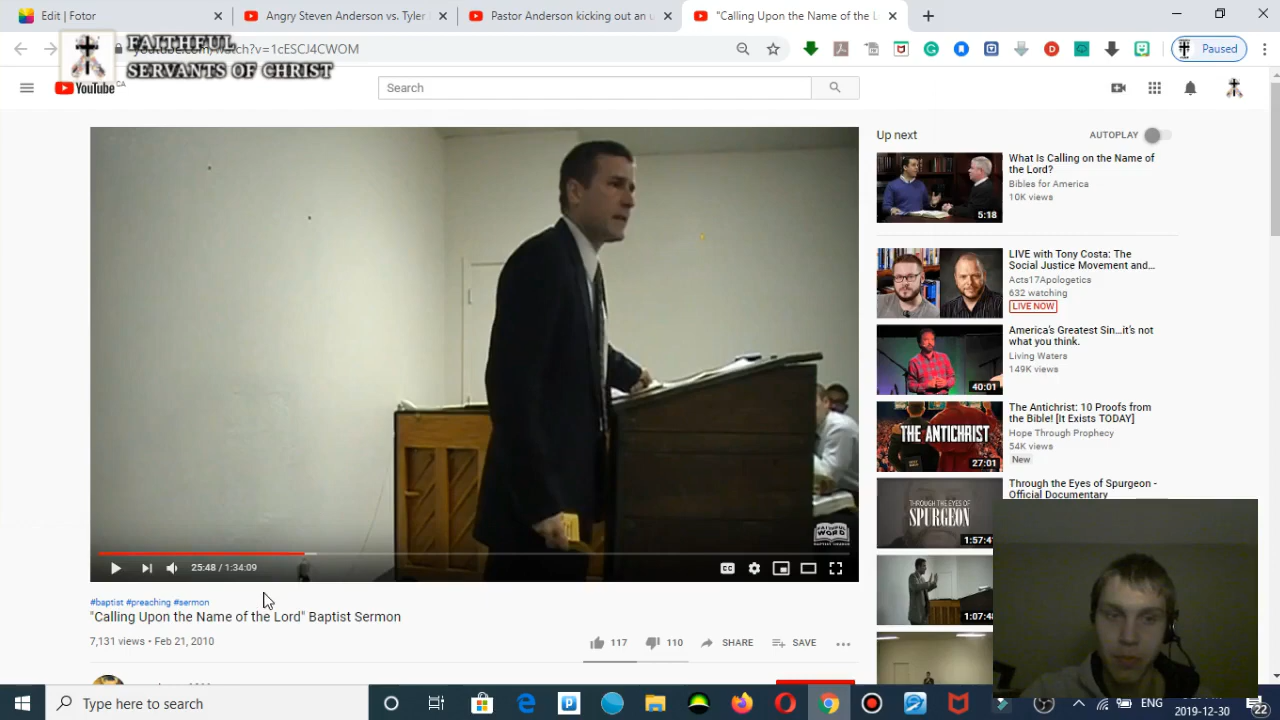 Edit | Fotor
Andrew Steven Anderson vs. Tyler
Pastor Anderson kicking out an
"Calling Upon the Name of the
FAITHFUL
SERVANTS OF CHRIST
youtube.com/watch?v=1cESCJ4CWOM
Paused
YouTube CA
Search
Up next
AUTOPLAY
What Is Calling on the Name of
the Lord?
Bibles for America
10K views
5:18
LIVE with Tony Costa: The
Social Justice Movement and...
Acts17Apologetics
632 watching
LIVE NOW
America's Greatest Sin...it's not
what you think.
Living Waters
149K views
40:01
THE ANTICHRIST
The Antichrist: 10 Proofs from
the Bible! [It Exists TODAY]
Hope Through Prophecy
54K views
New
27:01
Through the Eyes of Spurgeon -
Official Documentary
THROUGH THE EYES OF
SPURGEON
1:57:4
1:07:48
FAITHFUL
WORD
25:48 / 1:34:09
CC
#baptist #preaching #sermon
"Calling Upon the Name of the Lord" Baptist Sermon
7,131 views • Feb 21, 2010
117
110
SHARE
SAVE
Type here to search
2019-12-30
22